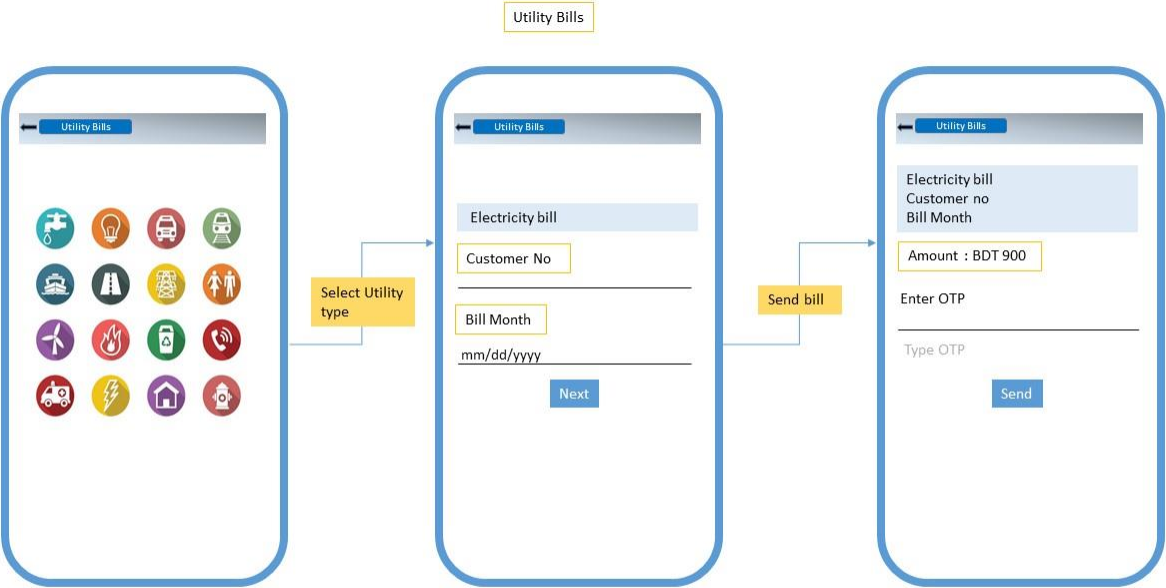 Utility Bills
Utility Bills
Select Utility
type
Utility Bills
Electricity bill
Customer No
Bill Month
mm/dd/yyyy
Next
Send bill
Utility Bills
Electricity bill
Customer no
Bill Month
Amount : BDT 900
Enter OTP
Type OTP
Send